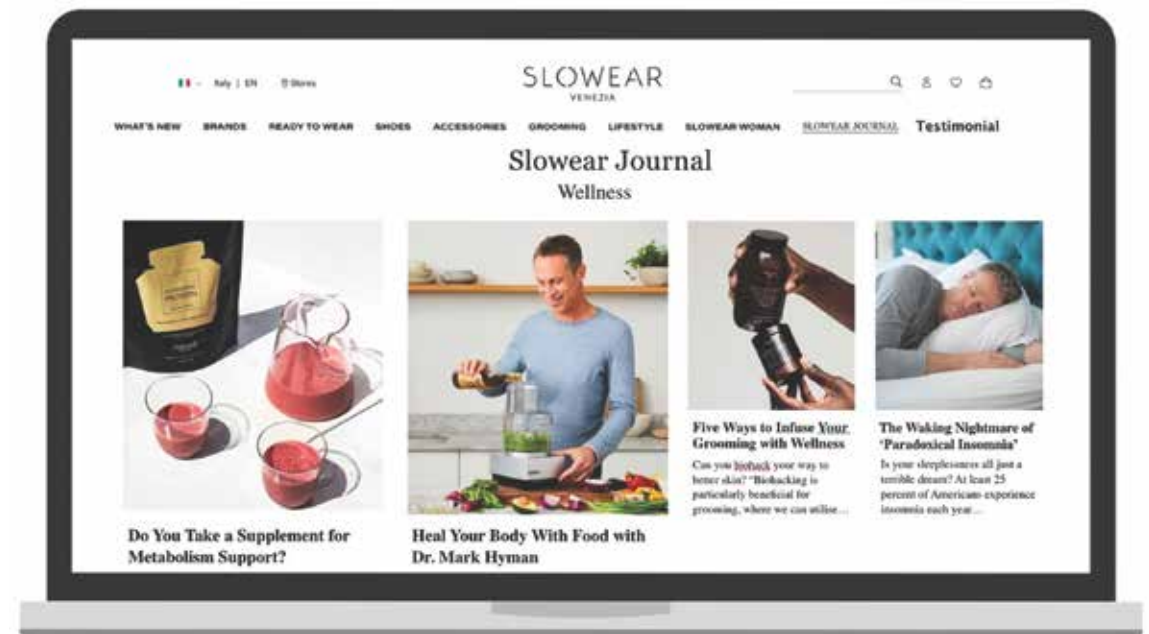 Italy | EN
Stores
SLOWEAR
VENEZIA
WHAT'S NEW
BRANDS
READY TO WEAR
SHOES
ACCESSORIES
GROOMING
LIFESTYLE
SLOWEAR WOMAN
SLOWEAR JOURNAL
Testimonial
Slowear Journal
Wellness
Do You Take a Supplement for
Metabolism Support?
Heal Your Body With Food with
Dr. Mark Hyman
Five Ways to Infuse Your
Grooming with Wellness
Can you biohack your way to
better skin? "Biohacking is
particularly beneficial for
grooming, where we can utilise...
The Waking Nightmare of
'Paradoxical Insomnia'
Is your sleeplessness all just a
terrible dream? At least 25
percent of Americans experience
insomnia each year...